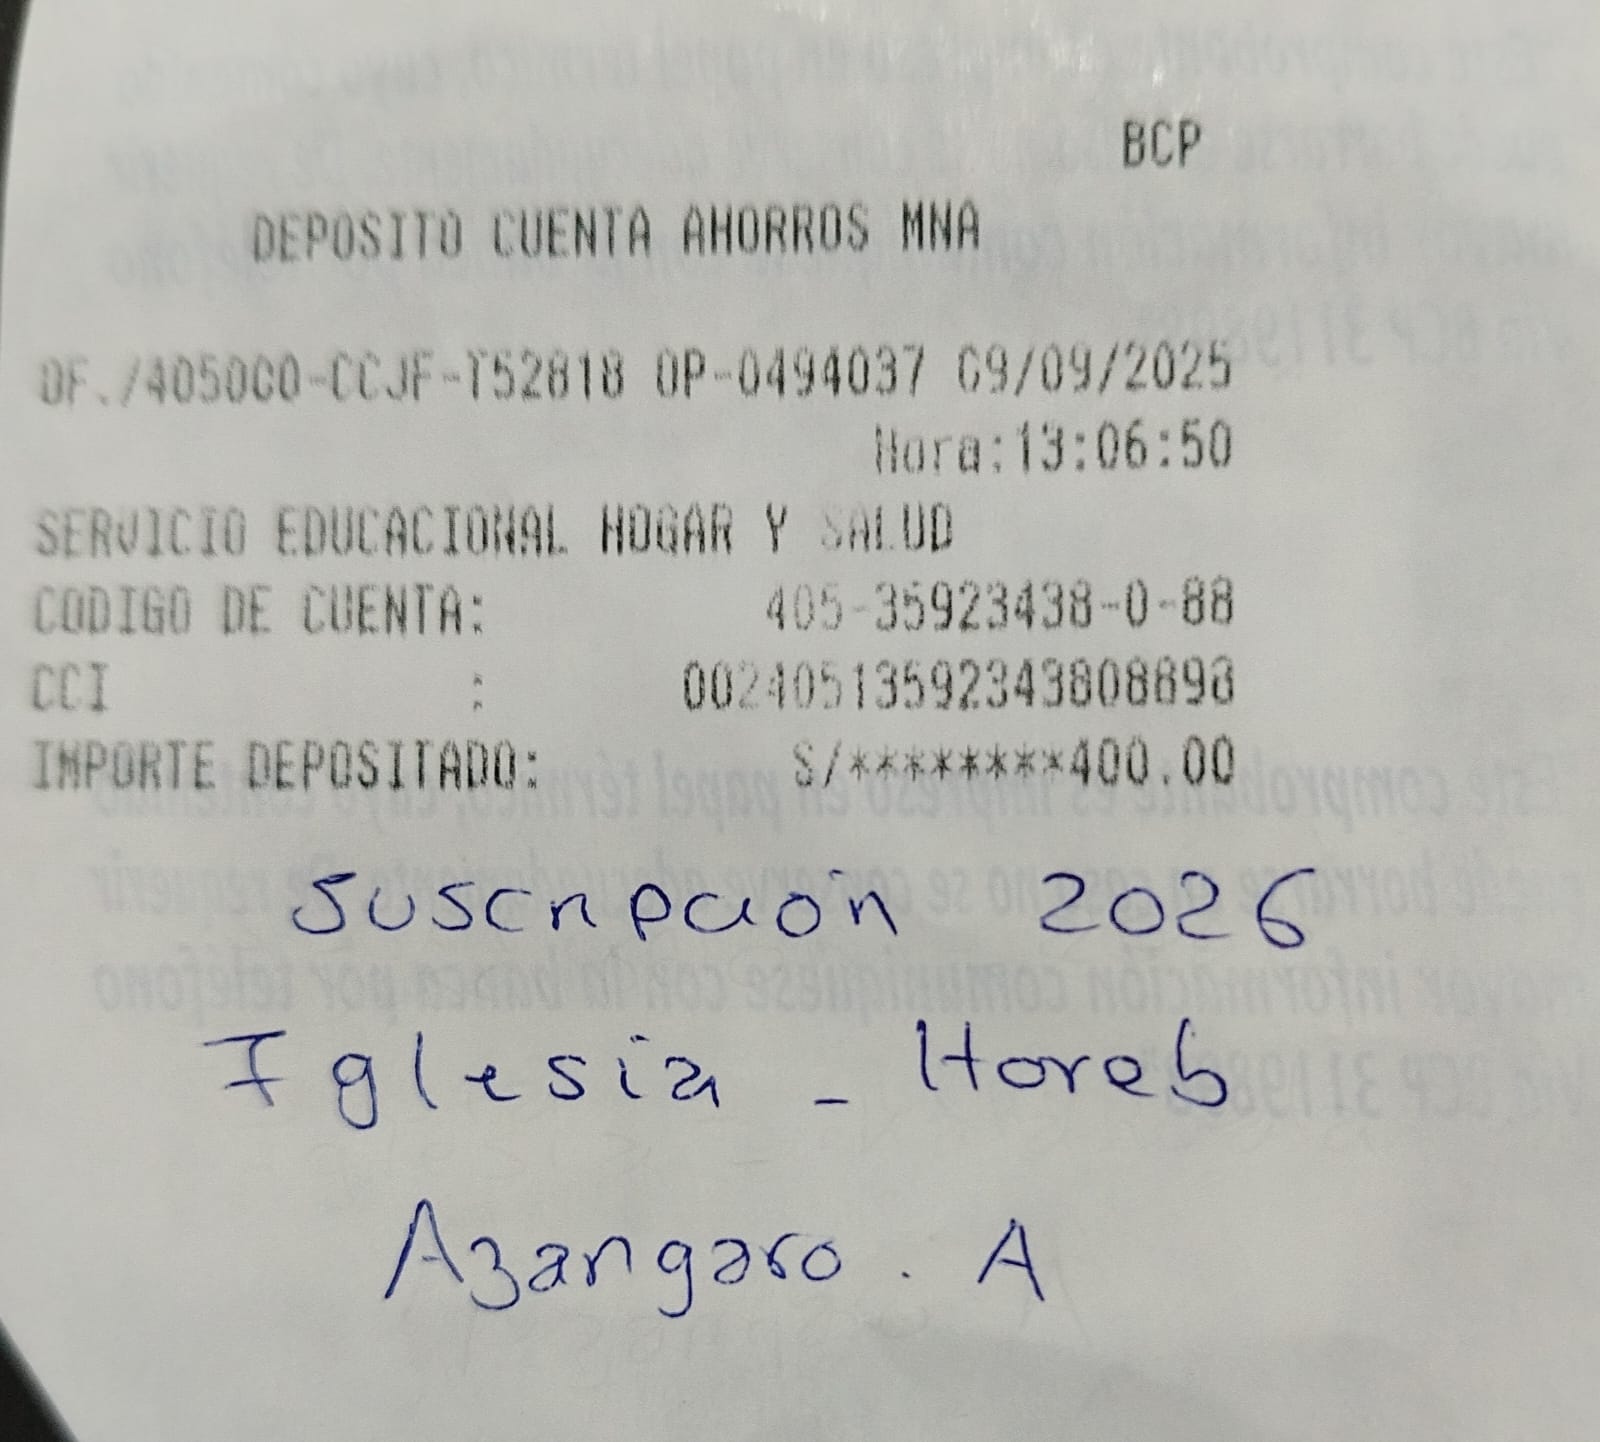 BCP
DEPOSITO CUENTA AHORROS MNA
OF./405000-CCJF-T52818 OP-0494037 09/09/2025
Hora:13:06:50
SERVICIO EDUCACIONAL HOGAR Y SALUD
CODIGO DE CUENTA: 405-35923438-0-88
CCI : 00240513592343808898
IMPORTE DEPOSITADO: S/********400.00
Suscripción 2026
Iglesia - Horeb
Azangaro. A